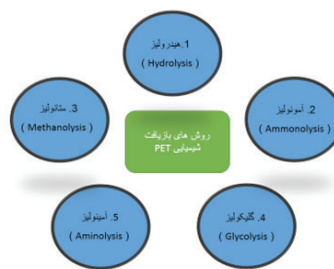 1.هیدرولیز
( Hydrolysis )
2. آمونولیز
( Ammonolysis )
3. متانولیز
( Methanolysis )
روش های بازیافت
شیمیایی PET
4. گلیکولیز
( Glycolysis )
5. آمینولیز
( Aminolysis )